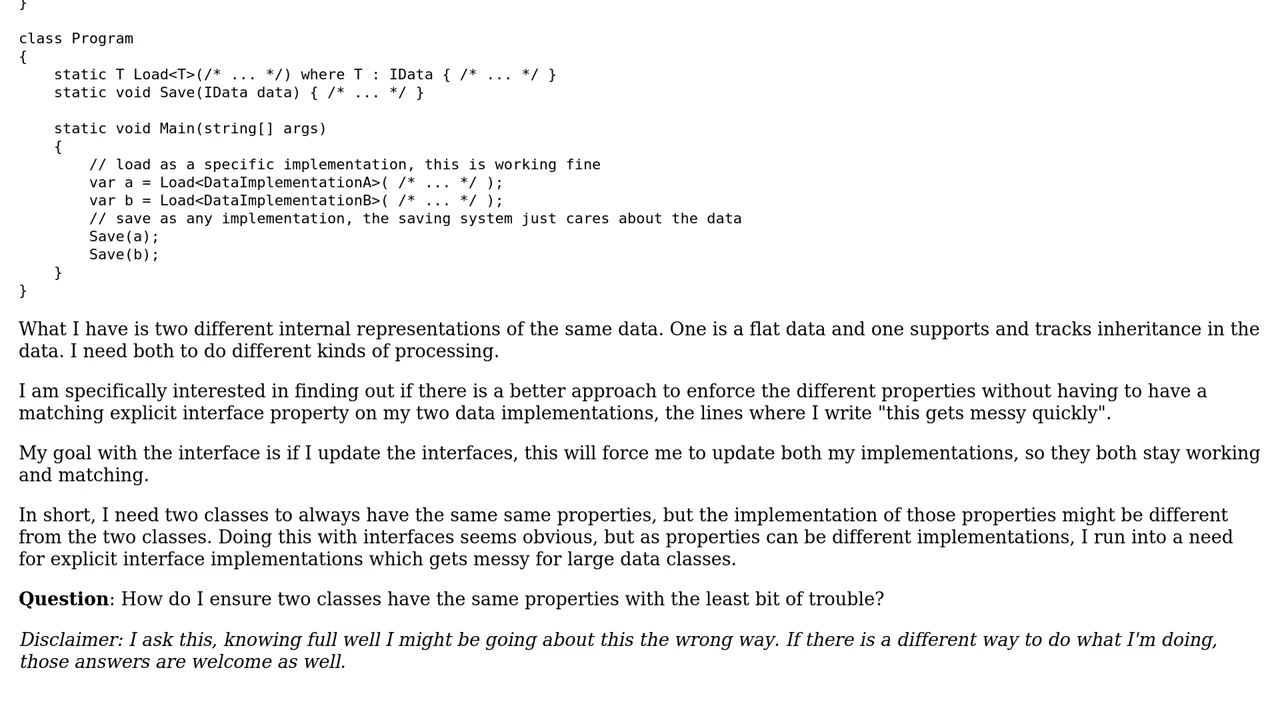 }
class Program
{
    static T Load<T>(/* ... */) where T : IData { /* ... */ }
    static void Save(IData data) { /* ... */ }
    static void Main(string[] args)
    {
        // load as a specific implementation, this is working fine
        var a = Load<DataImplementationA>( /* ... */ );
        var b = Load<DataImplementationB>( /* ... */ );
        // save as any implementation, the saving system just cares about the data
        Save(a);
        Save(b);
    }
}
What I have is two different internal representations of the same data. One is a flat data and one supports and tracks inheritance in the
data. I need both to do different kinds of processing.
I am specifically interested in finding out if there is a better approach to enforce the different properties without having to have a
matching explicit interface property on my two data implementations, the lines where I write "this gets messy quickly".
My goal with the interface is if I update the interfaces, this will force me to update both my implementations, so they both stay working
and matching.
In short, I need two classes to always have the same same properties, but the implementation of those properties might be different
from the two classes. Doing this with interfaces seems obvious, but as properties can be different implementations, I run into a need
for explicit interface implementations which gets messy for large data classes.
Question: How do I ensure two classes have the same properties with the least bit of trouble?
Disclaimer: I ask this, knowing full well I might be going about this the wrong way. If there is a different way to do what I'm doing,
those answers are welcome as well.